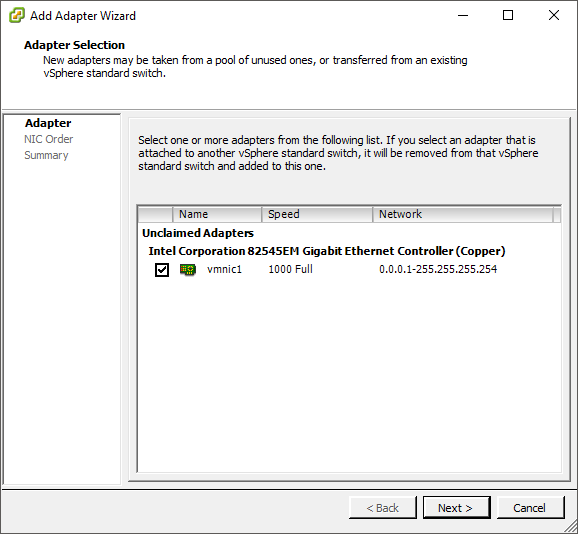 Add Adapter Wizard
Adapter Selection
New adapters may be taken from a pool of unused ones, or transferred from an existing
vSphere standard switch.
Adapter
NIC Order
Summary
Select one or more adapters from the following list. If you select an adapter that is
attached to another vSphere standard switch, it will be removed from that vSphere
standard switch and added to this one.
Name Speed Network
Unclaimed Adapters
Intel Corporation 82545EM Gigabit Ethernet Controller (Copper)
vmnic1 1000 Full 0.0.0.1-255.255.255.254
< Back Next > Cancel